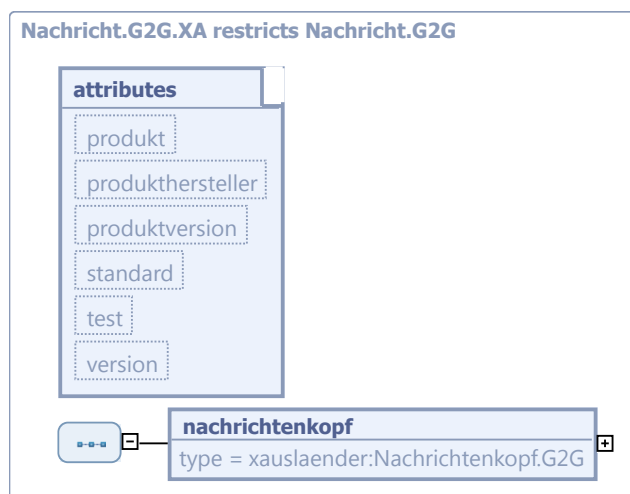 Nachricht.G2G.XA restricts Nachricht.G2G
attributes
produkt
produkthersteller
produktversion
standard
test
version
nachrichtenkopf
type = xauslaender:Nachrichtenkopf.G2G